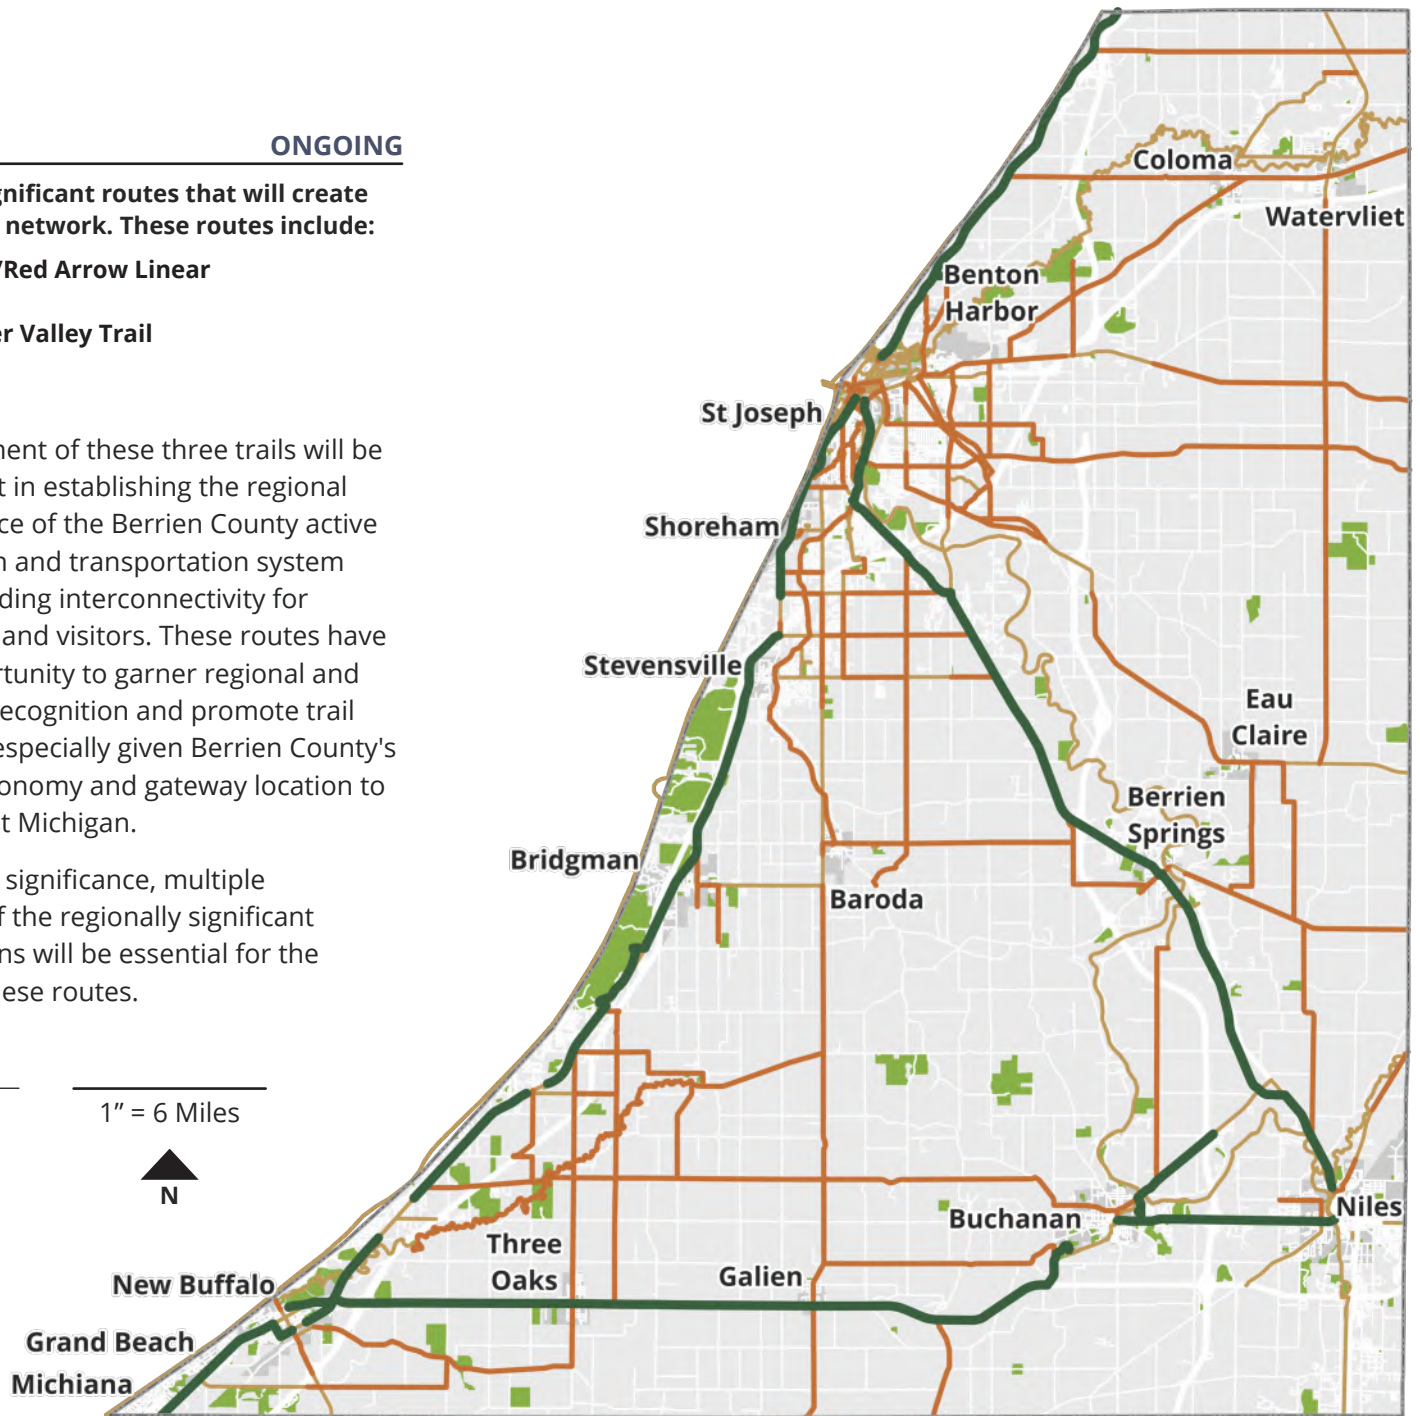 ONGOING
gnificant routes that will create
network. These routes include:
/Red Arrow Linear
er Valley Trail
ment of these three trails will be
t in establishing the regional
ce of the Berrien County active
n and transportation system
ding interconnectivity for
and visitors. These routes have
rtunity to garner regional and
recognition and promote trail
especially given Berrien County's
onomy and gateway location to
t Michigan.
significance, multiple
f the regionally significant
ns will be essential for the
ese routes.
1” = 6 Miles
N
Coloma
Watervliet
Benton
Harbor
St Joseph
Shoreham
Stevensville
Eau
Claire
Berrien
Springs
Bridgman
Baroda
Niles
Buchanan
Three
Oaks
Galien
New Buffalo
Grand Beach
Michiana